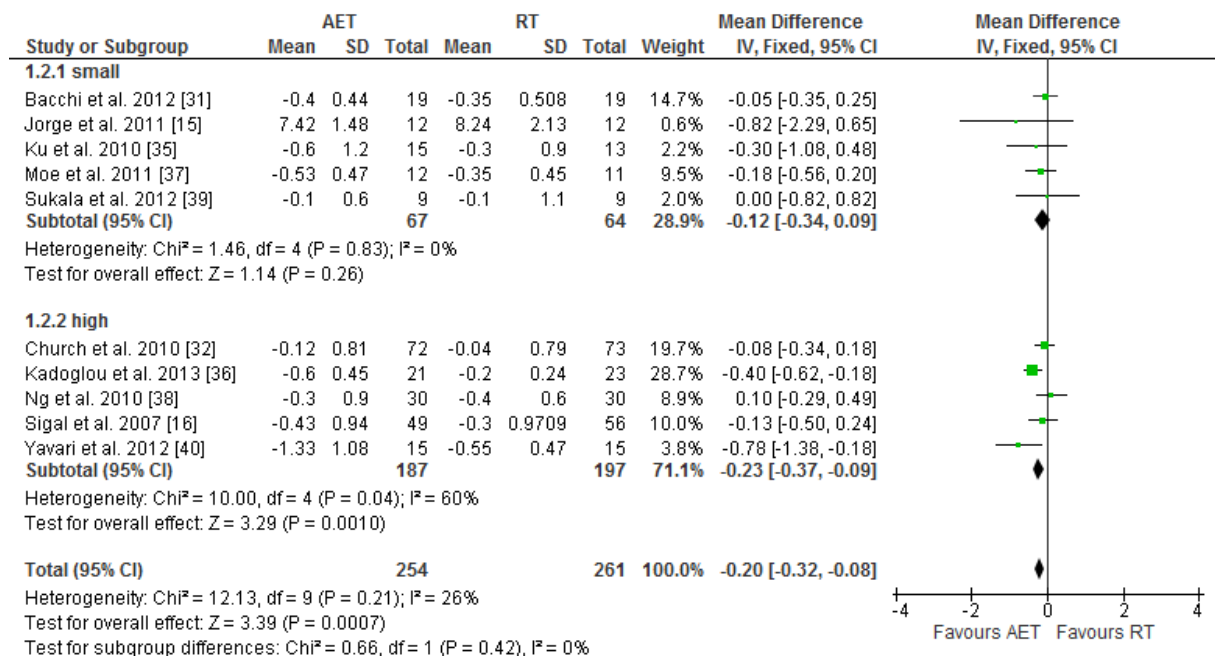 AET RT Mean Difference Mean Difference
Study or Subgroup Mean SD Total Mean SD Total Weight IV, Fixed, 95% CI IV, Fixed, 95% CI
1.2.1 small
Bacchi et al. 2012 [31] -0.4 0.44 19 -0.35 0.508 19 14.7% -0.05 [-0.35, 0.25]
Jorge et al. 2011 [15] 7.42 1.48 12 8.24 2.13 12 0.6% -0.82 [-2.29, 0.65]
Ku et al. 2010 [35] -0.6 1.2 15 -0.3 0.9 13 2.2% -0.30 [-1.08, 0.48]
Moe et al. 2011 [37] -0.53 0.47 12 -0.35 0.45 11 9.5% -0.18 [-0.56, 0.20]
Sukala et al. 2012 [39] -0.1 0.6 9 -0.1 1.1 9 2.0% 0.00 [-0.82, 0.82]
Subtotal (95% CI) 67 64 28.9% -0.12 [-0.34, 0.09]
Heterogeneity: Chi² = 1.46, df = 4 (P = 0.83); I² = 0%
Test for overall effect: Z = 1.14 (P = 0.26)
1.2.2 high
Church et al. 2010 [32] -0.12 0.81 72 -0.04 0.79 73 19.7% -0.08 [-0.34, 0.18]
Kadoglou et al. 2013 [36] -0.6 0.45 21 -0.2 0.24 23 28.7% -0.40 [-0.62, -0.18]
Ng et al. 2010 [38] -0.3 0.9 30 -0.4 0.6 30 8.9% 0.10 [-0.29, 0.49]
Sigal et al. 2007 [16] -0.43 0.94 49 -0.3 0.9709 56 10.0% -0.13 [-0.50, 0.24]
Yavari et al. 2012 [40] -1.33 1.08 15 -0.55 0.47 15 3.8% -0.78 [-1.38, -0.18]
Subtotal (95% CI) 187 197 71.1% -0.23 [-0.37, -0.09]
Heterogeneity: Chi² = 10.00, df = 4 (P = 0.04); I² = 60%
Test for overall effect: Z = 3.29 (P = 0.0010)
Total (95% CI) 254 261 100.0% -0.20 [-0.32, -0.08]
Heterogeneity: Chi² = 12.13, df = 9 (P = 0.21); I² = 26%
Test for overall effect: Z = 3.39 (P = 0.0007)
Test for subgroup differences: Chi² = 0.66, df = 1 (P = 0.42), I² = 0%
-4 -2 0 2 4
Favours AET Favours RT